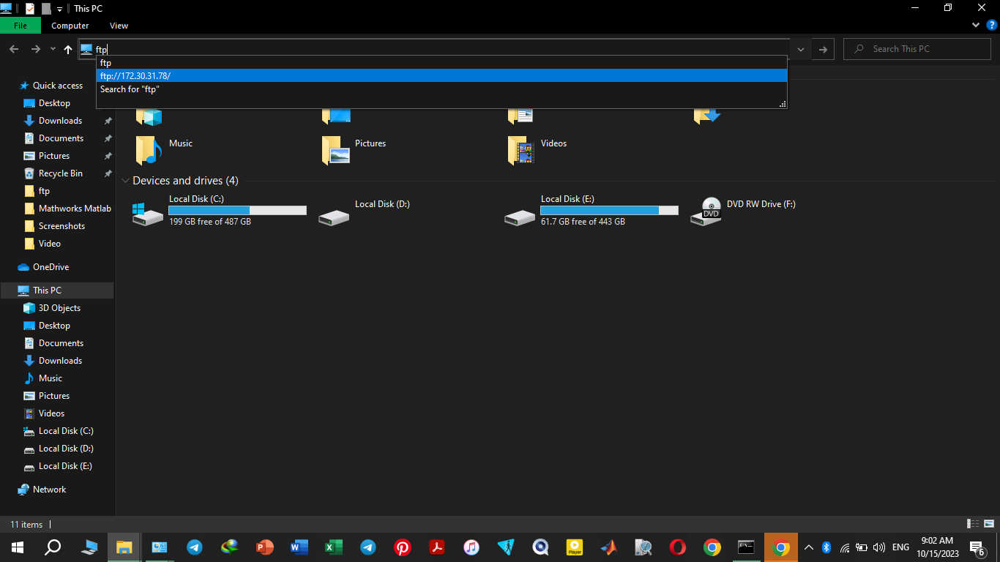 This PC
File Computer View
ftp
Search This PC
ftp
ftp://172.30.31.78/
Search for "ftp"
Quick access
Desktop
Downloads
Documents
Pictures
Recycle Bin
ftp
Mathworks Matlab
Screenshots
Video
OneDrive
This PC
3D Objects
Desktop
Documents
Downloads
Music
Pictures
Videos
Local Disk (C:)
Local Disk (D:)
Local Disk (E:)
Network
Music
Pictures
Videos
Devices and drives (4)
Local Disk (C:)
199 GB free of 487 GB
Local Disk (D:)
Local Disk (E:)
61.7 GB free of 443 GB
DVD RW Drive (F:)
DVD
11 items
Player
ENG
9:02 AM
10/15/2023
6